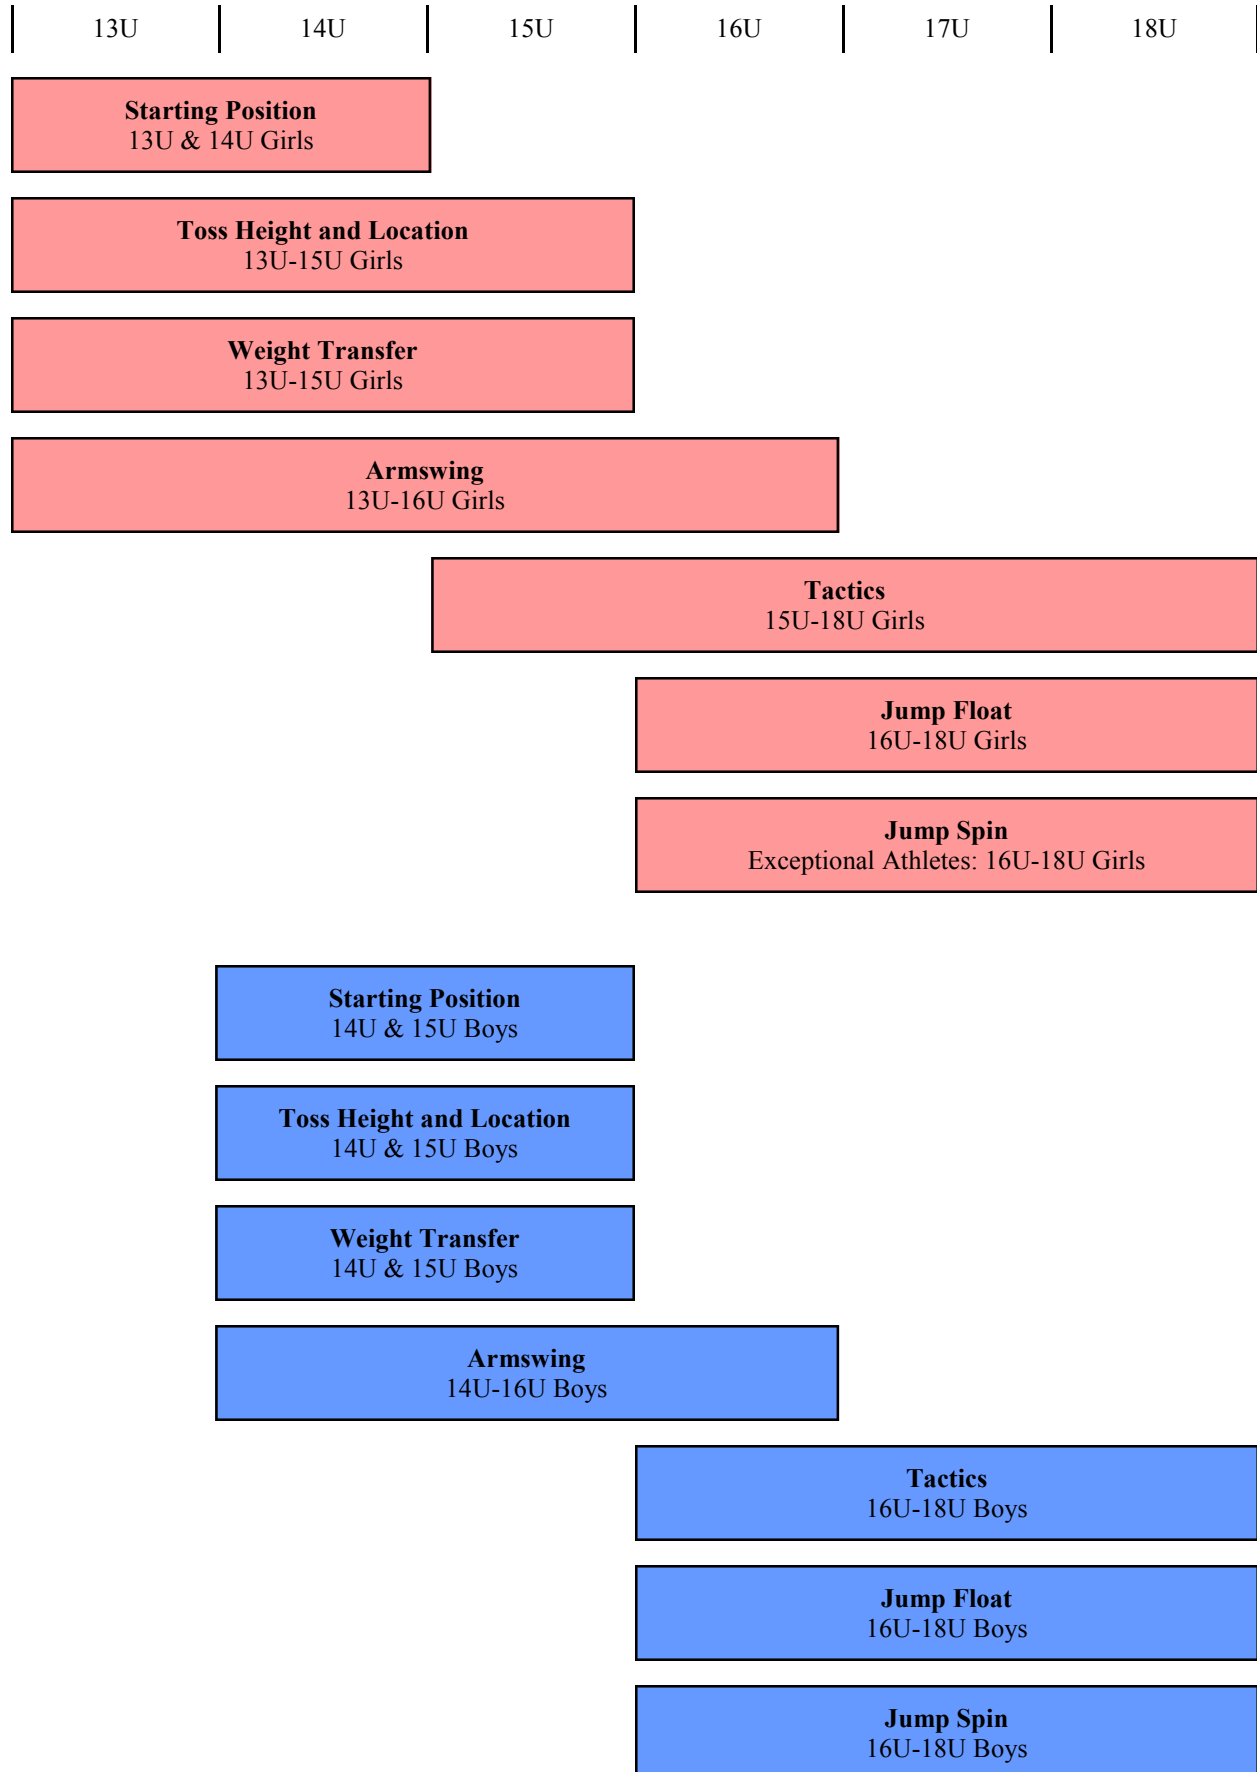 13U 14U 15U 16U 17U 18U
Starting Position
13U & 14U Girls
Toss Height and Location
13U-15U Girls
Weight Transfer
13U-15U Girls
Armswing
13U-16U Girls
Tactics
15U-18U Girls
Jump Float
16U-18U Girls
Jump Spin
Exceptional Athletes: 16U-18U Girls
Starting Position
14U & 15U Boys
Toss Height and Location
14U & 15U Boys
Weight Transfer
14U & 15U Boys
Armswing
14U-16U Boys
Tactics
16U-18U Boys
Jump Float
16U-18U Boys
Jump Spin
16U-18U Boys